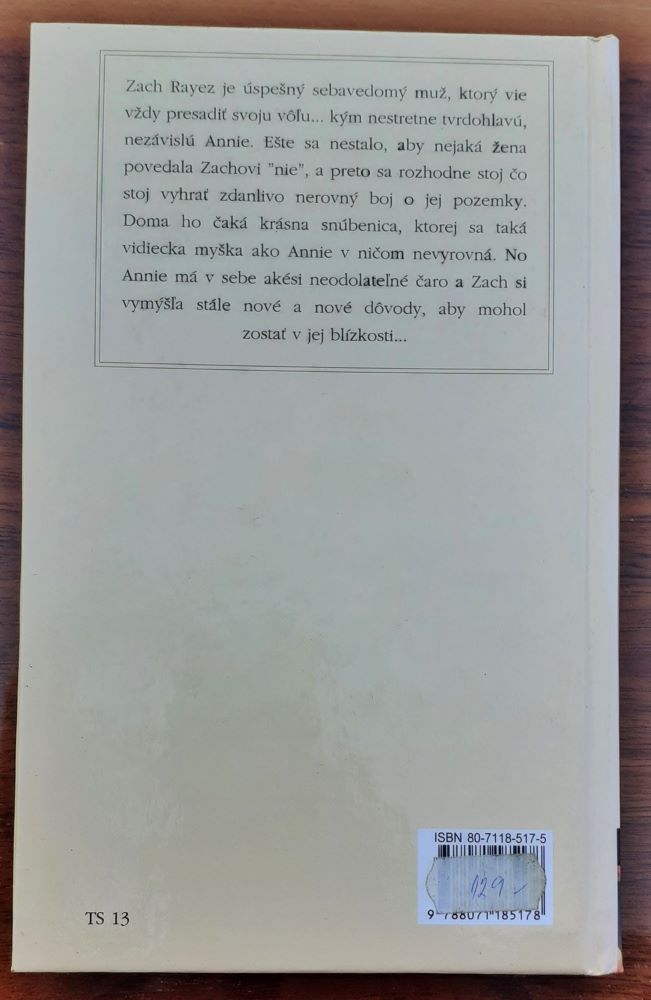 Zach Rayez je úspešný sebavedomý muž, ktorý vie
vždy presadiť svoju vôľu... kým nestretne tvrdohlavú,
nezávislú Annie. Ešte sa nestalo, aby nejaká žena
povedala Zachovi "nie", a preto sa rozhodne stoj čo
stoj vyhrať zdanlivo nerovný boj o jej pozemky.
Doma ho čaká krásna snúbenica, ktorej sa taká
vidiecka myška ako Annie v ničom nevyrovná. No
Annie má v sebe akési neodolateľné čaro a Zach si
vymýšľa stále nové a nové dôvody, aby mohol
zostať v jej blízkosti...
ISBN 80-7118-517-5
129-
9 788071 185178
TS 13